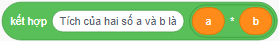 kết hợp Tích của hai số a và b là a * b